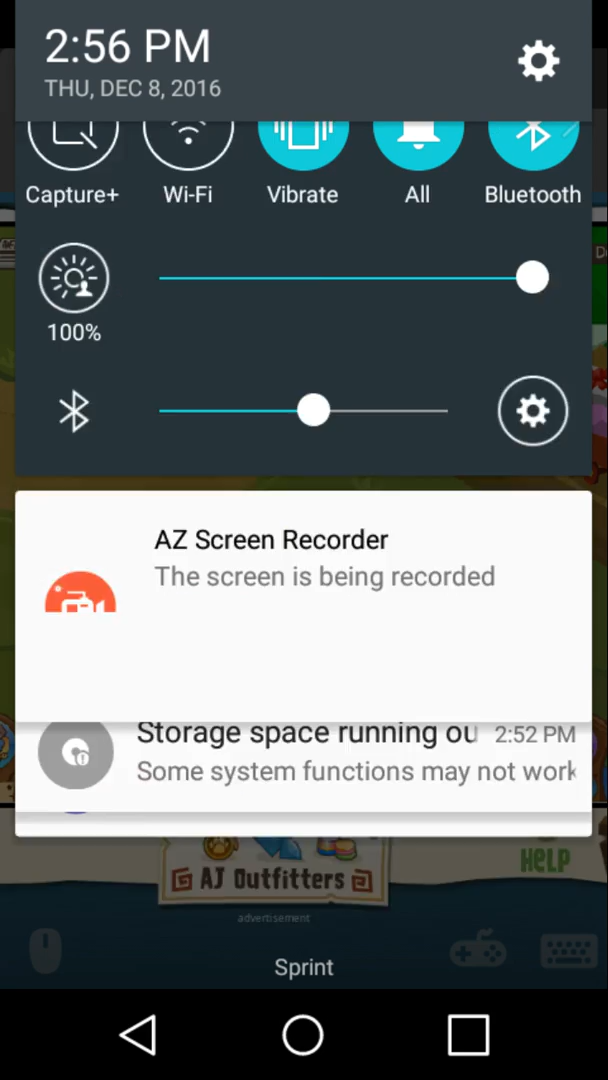 2:56 PM
THU, DEC 8, 2016
Capture+ Wi-Fi Vibrate All Bluetooth
100%
AZ Screen Recorder
The screen is being recorded
Storage space running ou 2:52 PM
Some system functions may not work
AJ Outfitters
HELP
advertisement
Sprint